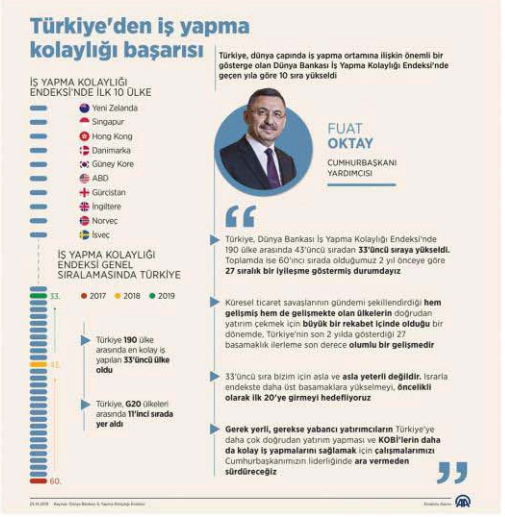 Türkiye'den iş yapma
kolaylığı başarısı
Türkiye, dünya çapında iş yapma ortamına ilişkin önemli bir
gösterge olan Dünya Bankası İş Yapma Kolaylığı Endeksi'nde
geçen yıla göre 10 sıra yükseldi
İŞ YAPMA KOLAYLIĞI
ENDEKSİ'NDE İLK 10 ÜLKE
Yeni Zelanda
Singapur
Hong Kong
Danimarka
Güney Kore
ABD
Gürcistan
İngiltere
Norveç
İsveç
FUAT
OKTAY
CUMHURBAŞKANI
YARDIMCISI
İŞ YAPMA KOLAYLIĞI
ENDEKSİ GENEL
SIRALAMASINDA TÜRKİYE
33.
2017 2018 2019
Türkiye 190 ülke
arasında en kolay iş
yapılan 33'üncü ülke
oldu
43.
Türkiye, G20 ülkeleri
arasında 11'inci sırada
yer aldı
60.
Türkiye, Dünya Bankası İş Yapma Kolaylığı Endeksi'nde
190 ülke arasında 43'üncü sıradan 33'üncü sıraya yükseldi.
Toplamda ise 60'ıncı sırada olduğumuz 2 yıl önceye göre
27 sıralık bir iyileşme göstermiş durumdayız
Küresel ticaret savaşlarının gündemi şekillendirdiği hem
gelişmiş hem de gelişmekte olan ülkelerin doğrudan
yatırım çekmek için büyük bir rekabet içinde olduğu bir
dönemde, Türkiye'nin son 2 yılda gösterdiği 27
basamaklık ilerleme son derece olumlu bir gelişmedir
33'üncü sıra bizim için asla ve asla yeterli değildir. Israrla
endekste daha üst basamaklara yükselmeyi, öncelikli
olarak ilk 20'ye girmeyi hedefliyoruz
Gerek yerli, gerekse yabancı yatırımcıların Türkiye'ye
daha çok doğrudan yatırım yapması ve KOBİ'lerin daha
da kolay iş yapmalarını sağlamak için çalışmalarımızı
Cumhurbaşkanımızın liderliğinde ara vermeden
sürdüreceğiz
Kaynak: Dünya Bankası İş Yapma Kolaylığı Endeksi
Anadolu Ajansı
AA